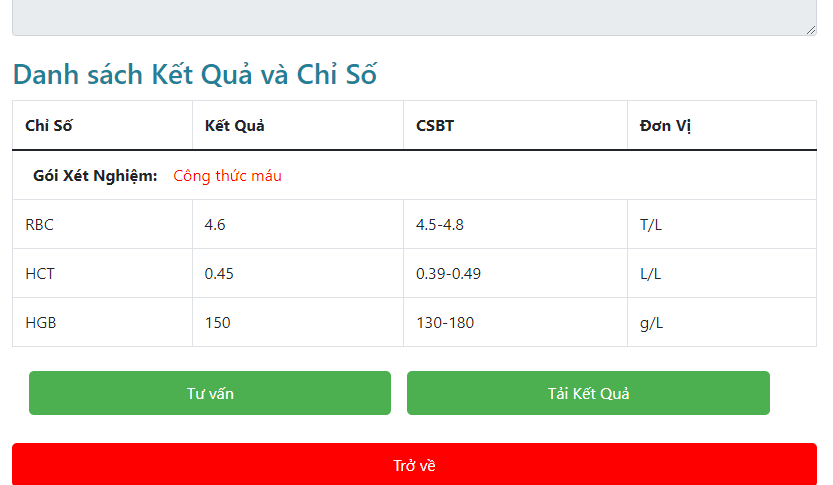 Danh sách Kết Quả và Chỉ Số
Chỉ Số Kết Quả CSBT Đơn Vị
Gói Xét Nghiệm: Công thức máu
RBC 4.6 4.5-4.8 T/L
HCT 0.45 0.39-0.49 L/L
HGB 150 130-180 g/L
Tư vấn Tải Kết Quả
Trở về